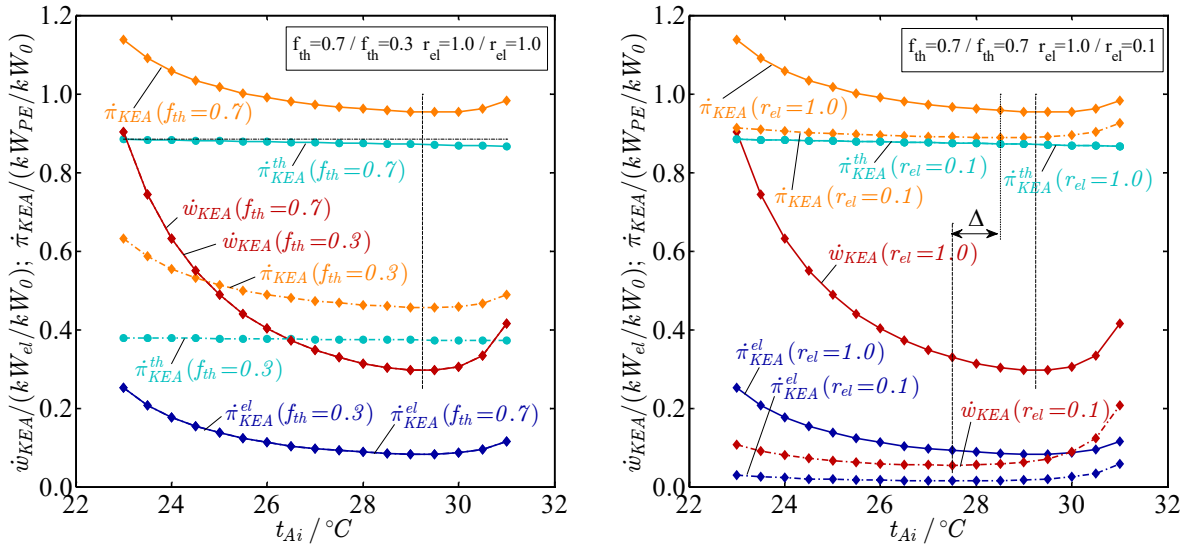 f_th=0.7 / f_th=0.3 r_el=1.0 / r_el=1.0
π̇_KEA(f_th=0.7)
π̇^th_KEA(f_th=0.7)
ẇ_KEA(f_th=0.7)
ẇ_KEA(f_th=0.3)
π̇_KEA(f_th=0.3)
π̇^th_KEA(f_th=0.3)
π̇^el_KEA(f_th=0.3) π̇^el_KEA(f_th=0.7)
1.2
1.0
0.8
0.6
0.4
0.2
0.0
22 24 26 28 30 32
t_Ai / °C
ẇ_KEA/(kW_el/kW_0); π̇_KEA/(kW_PE/kW_0)
f_th=0.7 / f_th=0.7 r_el=1.0 / r_el=0.1
π̇_KEA(r_el=1.0)
π̇^th_KEA(r_el=0.1)
π̇^th_KEA(r_el=1.0)
π̇_KEA(r_el=0.1)
Δ
ẇ_KEA(r_el=1.0)
π̇^el_KEA(r_el=1.0)
π̇^el_KEA(r_el=0.1)
ẇ_KEA(r_el=0.1)
1.2
1.0
0.8
0.6
0.4
0.2
0.0
22 24 26 28 30 32
t_Ai / °C
ẇ_KEA/(kW_el/kW_0); π̇_KEA/(kW_PE/kW_0)